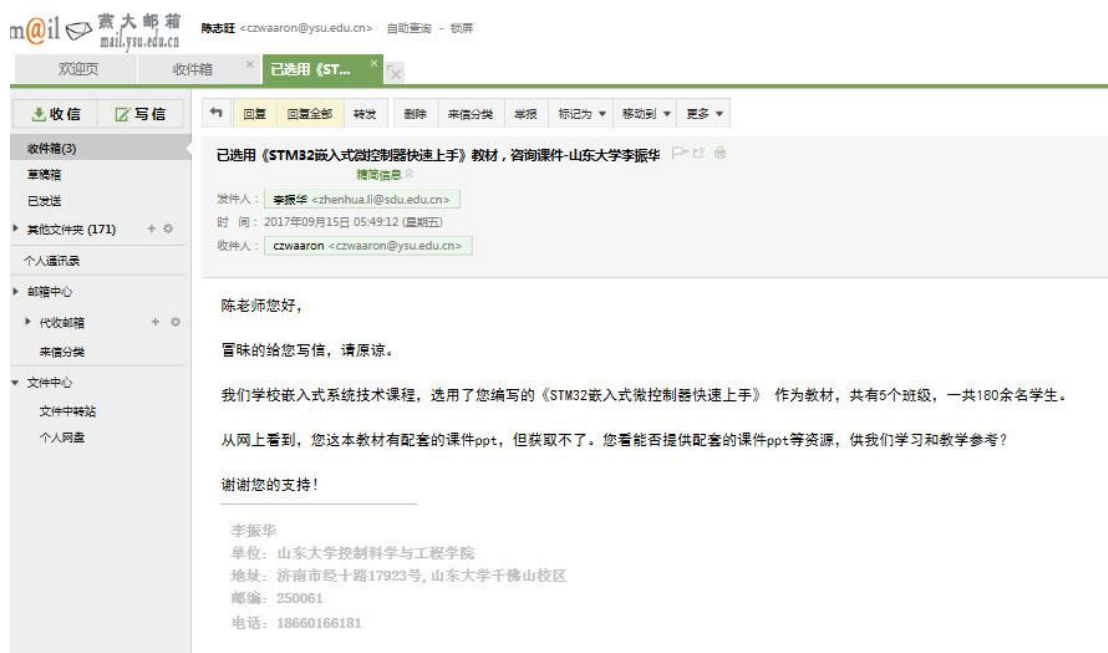 m@il 燕大邮箱
mail.ysu.edu.cn
陈志旺 <czwaaron@ysu.edu.cn> 自助查询 - 锁屏
欢迎页 收件箱 × 已选用《ST... ×
收信 写信
回复 回复全部 转发 删除 来信分类 举报 标记为 移动到 更多
收件箱(3)
草稿箱
已发送
其他文件夹 (171)
个人通讯录
邮箱中心
代收邮箱
来信分类
文件中心
文件中转站
个人网盘
已选用《STM32嵌入式微控制器快速上手》教材，咨询课件-山东大学李振华
精简信息
发件人： 李振华 <zhenhua.li@sdu.edu.cn>
时 间： 2017年09月15日 05:49:12 (星期五)
收件人： czwaaron <czwaaron@ysu.edu.cn>
陈老师您好，
冒昧的给您写信，请原谅。
我们学校嵌入式系统技术课程，选用了您编写的《STM32嵌入式微控制器快速上手》 作为教材，共有5个班级，一共180余名学生。
从网上看到，您这本教材有配套的课件ppt，但获取不了。您看能否提供配套的课件ppt等资源，供我们学习和教学参考？
谢谢您的支持！
李振华
单位：山东大学控制科学与工程学院
地址：济南市经十路17923号，山东大学千佛山校区
邮编：250061
电话：18660166181